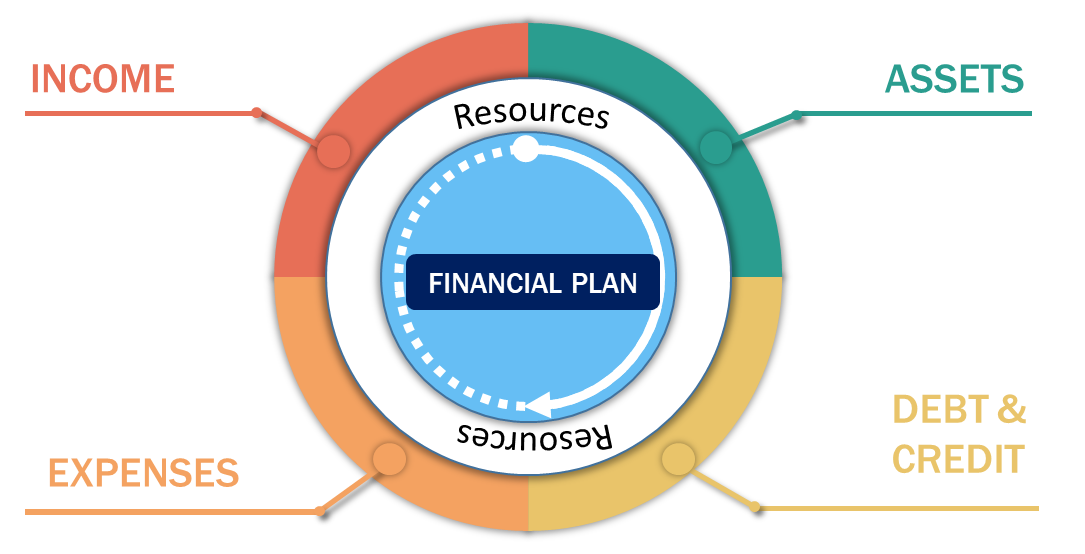 INCOME
ASSETS
Resources
FINANCIAL PLAN
Resources
EXPENSES
DEBT &
CREDIT